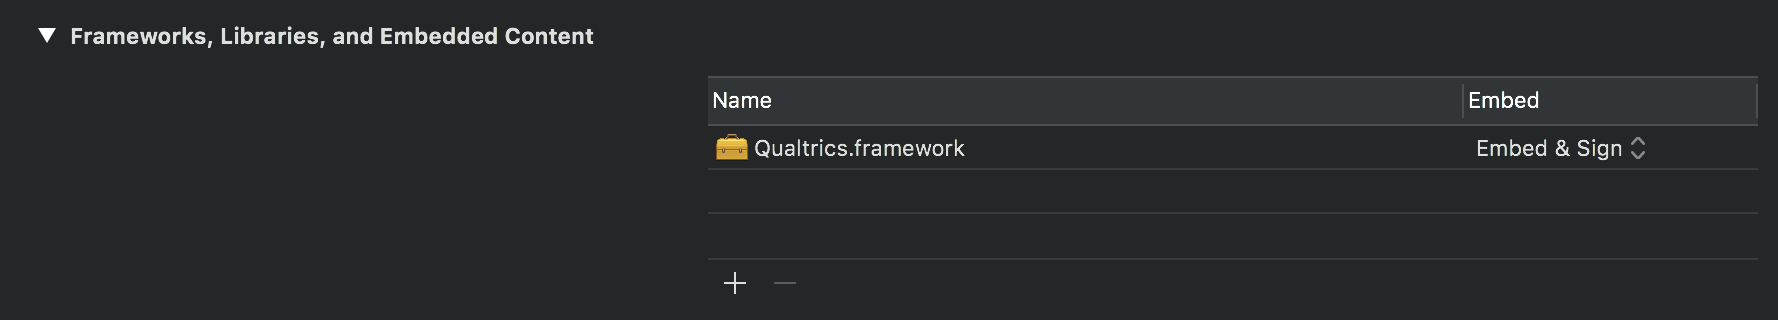 Frameworks, Libraries, and Embedded Content
Name Embed
Qualtrics.framework Embed & Sign